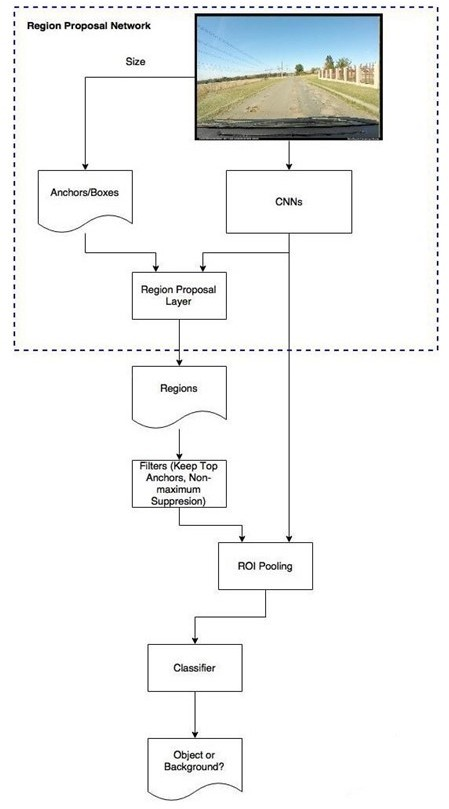 Region Proposal Network
Size
Anchors/Boxes
CNNs
Region Proposal
Layer
Regions
Filters (Keep Top
Anchors, Non-
maximum
Suppresion)
ROI Pooling
Classifier
Object or
Background?